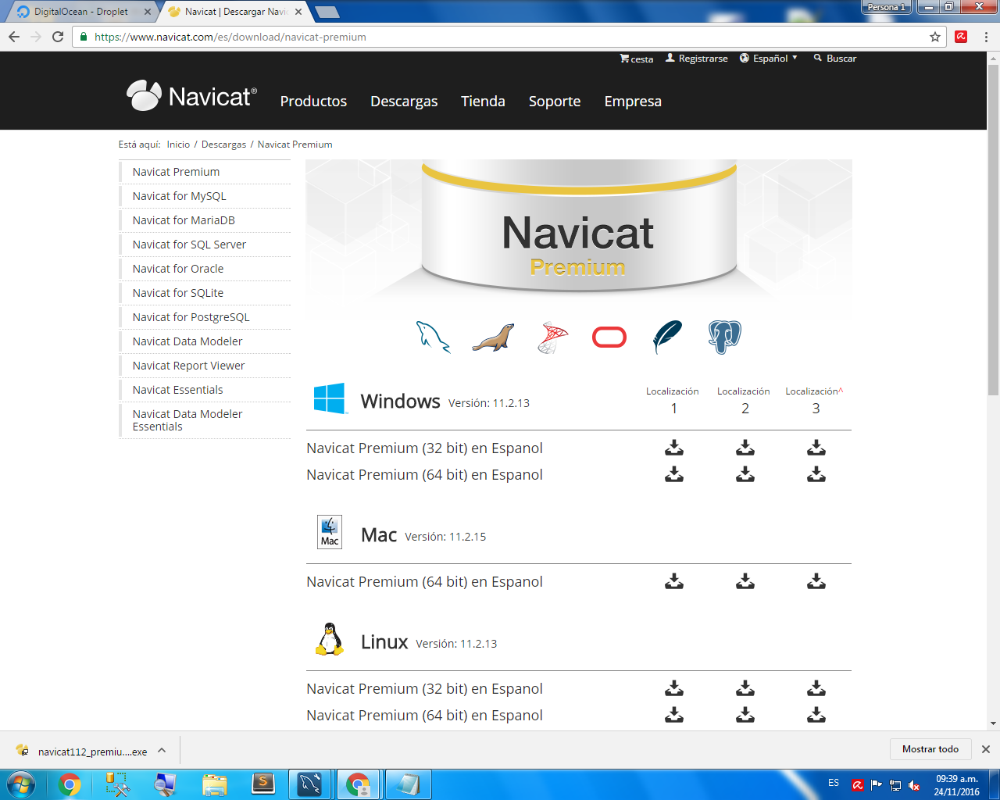 DigitalOcean - Droplet
Navicat | Descargar Navic
Persona 1
https://www.navicat.com/es/download/navicat-premium
cesta
Registrarse
Español
Buscar
Navicat®
Productos
Descargas
Tienda
Soporte
Empresa
Está aquí: Inicio / Descargas / Navicat Premium
Navicat Premium
Navicat for MySQL
Navicat for MariaDB
Navicat for SQL Server
Navicat for Oracle
Navicat for SQLite
Navicat for PostgreSQL
Navicat Data Modeler
Navicat Report Viewer
Navicat Essentials
Navicat Data Modeler
Essentials
Navicat
Premium
Windows Versión: 11.2.13
Localización
1
Localización
2
Localización^
3
Navicat Premium (32 bit) en Espanol
Navicat Premium (64 bit) en Espanol
Mac
Mac Versión: 11.2.15
Navicat Premium (64 bit) en Espanol
Linux Versión: 11.2.13
Navicat Premium (32 bit) en Espanol
Navicat Premium (64 bit) en Espanol
navicat112_premiu....exe
Mostrar todo
S
ES
09:39 a.m.
24/11/2016